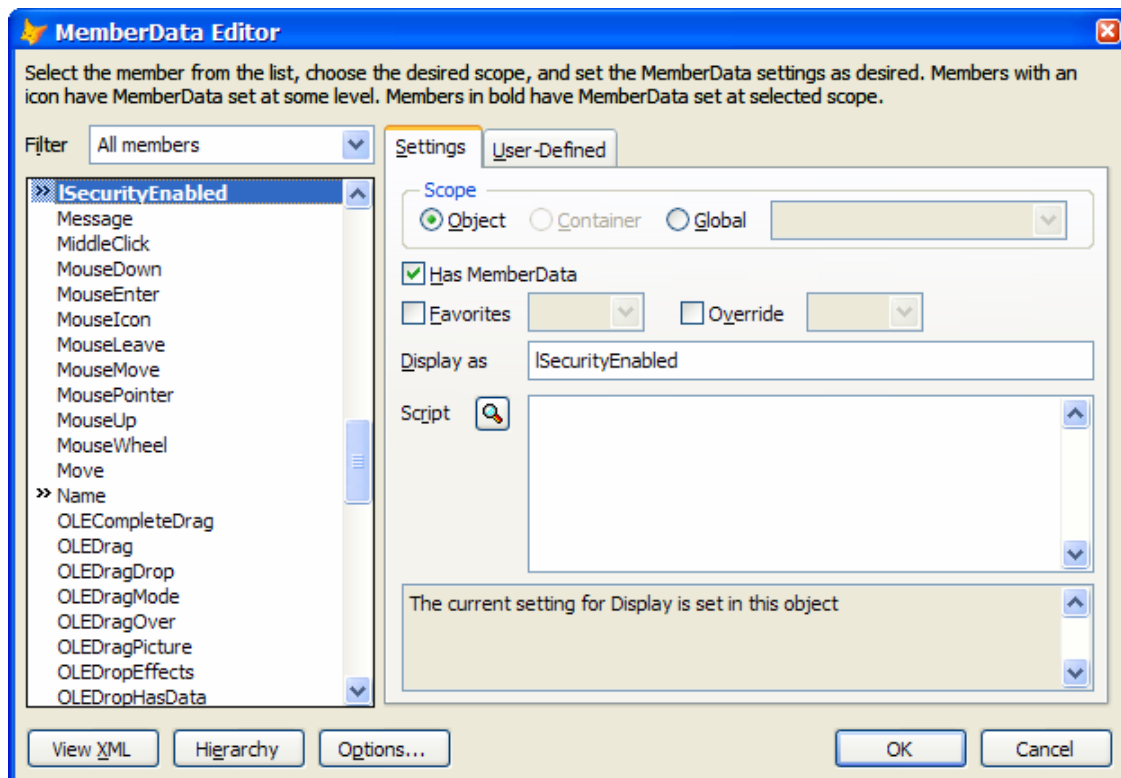 MemberData Editor
Select the member from the list, choose the desired scope, and set the MemberData settings as desired. Members with an
icon have MemberData set at some level. Members in bold have MemberData set at selected scope.
Filter All members
Settings User-Defined
lSecurityEnabled
Message
MiddleClick
MouseDown
MouseEnter
MouseIcon
MouseLeave
MouseMove
MousePointer
MouseUp
MouseWheel
Move
Name
OLECompleteDrag
OLEDrag
OLEDragDrop
OLEDragMode
OLEDragOver
OLEDragPicture
OLEDropEffects
OLEDropHasData
Scope
Object Container Global
Has MemberData
Favorites Override
Display as lSecurityEnabled
Script
The current setting for Display is set in this object
View XML Hierarchy Options... OK Cancel